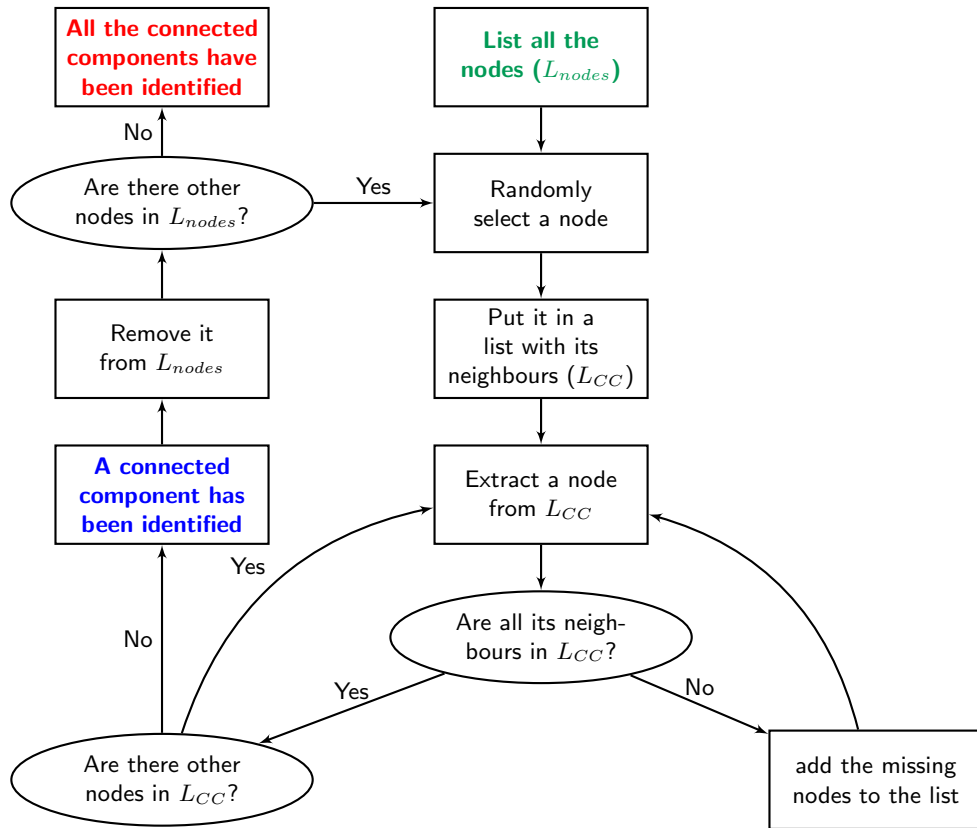 All the connected
components have
been identified
List all the
nodes (L_nodes)
No
Are there other
nodes in L_nodes?
Yes
Randomly
select a node
Remove it
from L_nodes
Put it in a
list with its
neighbours (L_CC)
A connected
component has
been identified
Extract a node
from L_CC
Yes
No
Are all its neigh-
bours in L_CC?
Yes
No
Are there other
nodes in L_CC?
add the missing
nodes to the list